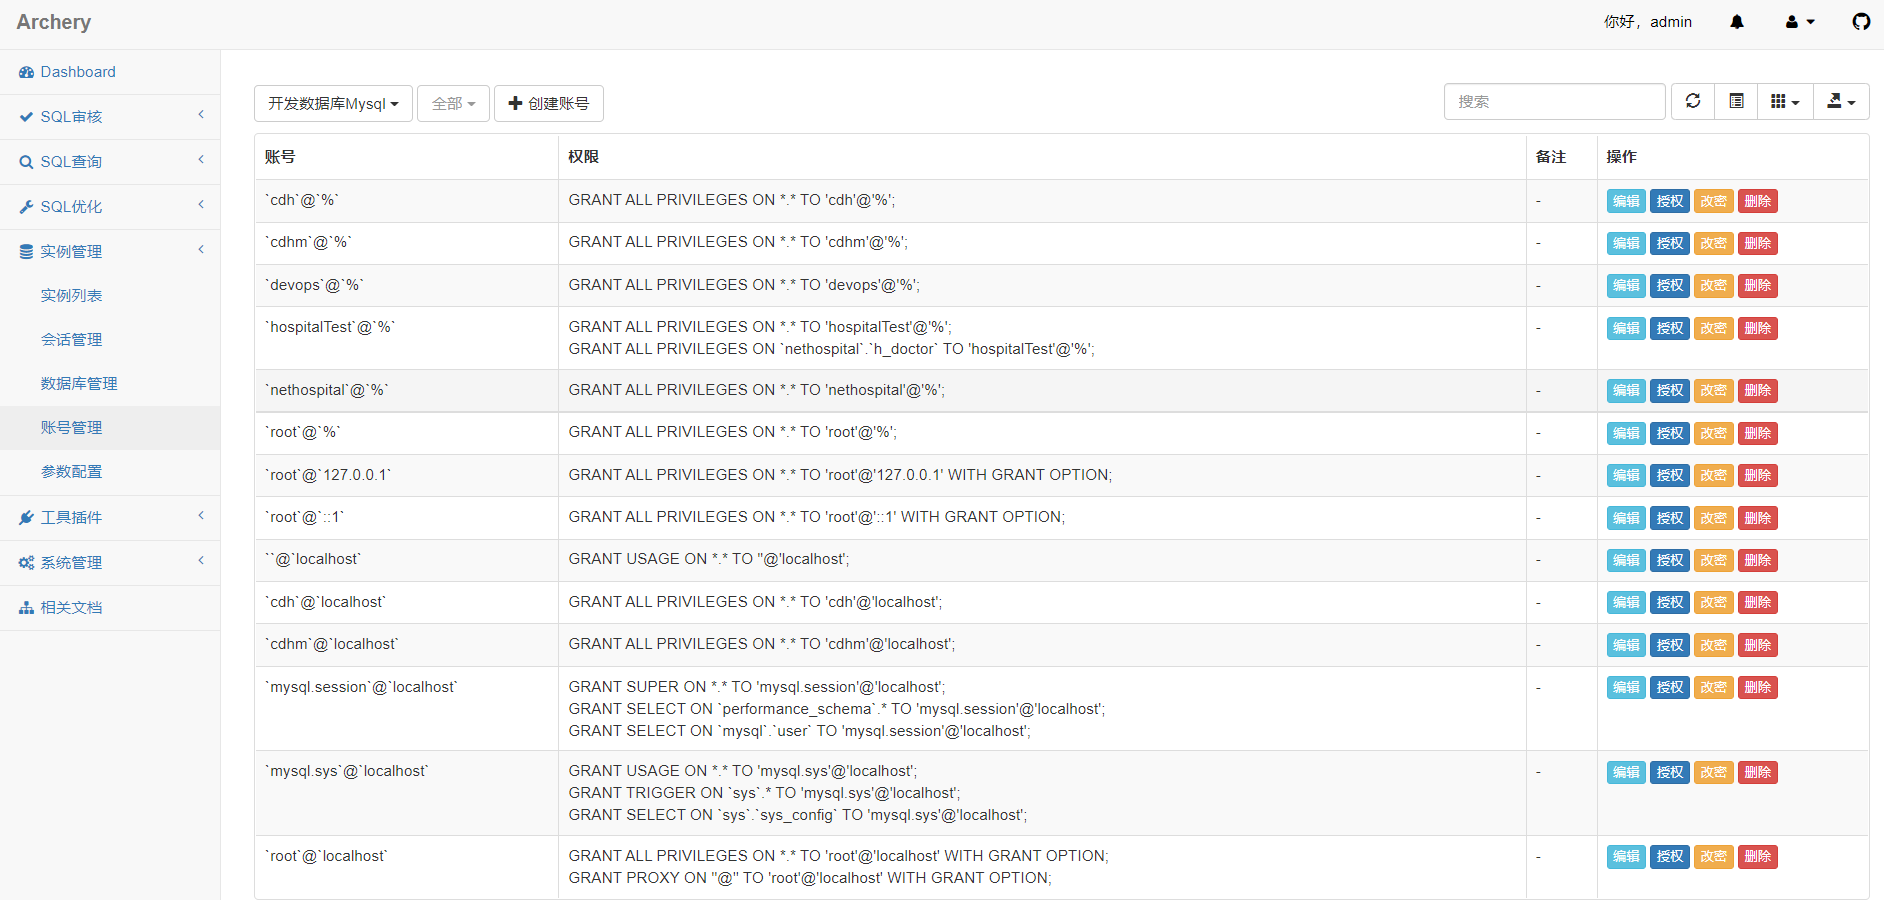 Archery
你好，admin
Dashboard
SQL审核
SQL查询
SQL优化
实例管理
实例列表
会话管理
数据库管理
账号管理
参数配置
工具插件
系统管理
相关文档
开发数据库Mysql 全部 创建账号 搜索
账号 权限 备注 操作
`cdh`@`%` GRANT ALL PRIVILEGES ON *.* TO 'cdh'@'%'; - 编辑 授权 改密 删除
`cdhm`@`%` GRANT ALL PRIVILEGES ON *.* TO 'cdhm'@'%'; - 编辑 授权 改密 删除
`devops`@`%` GRANT ALL PRIVILEGES ON *.* TO 'devops'@'%'; - 编辑 授权 改密 删除
`hospitalTest`@`%` GRANT ALL PRIVILEGES ON *.* TO 'hospitalTest'@'%'; - 编辑 授权 改密 删除
GRANT ALL PRIVILEGES ON `nethospital`.`h_doctor` TO 'hospitalTest'@'%';
`nethospital`@`%` GRANT ALL PRIVILEGES ON *.* TO 'nethospital'@'%'; - 编辑 授权 改密 删除
`root`@`%` GRANT ALL PRIVILEGES ON *.* TO 'root'@'%'; - 编辑 授权 改密 删除
`root`@`127.0.0.1` GRANT ALL PRIVILEGES ON *.* TO 'root'@'127.0.0.1' WITH GRANT OPTION; - 编辑 授权 改密 删除
`root`@`::1` GRANT ALL PRIVILEGES ON *.* TO 'root'@'::1' WITH GRANT OPTION; - 编辑 授权 改密 删除
``@`localhost` GRANT USAGE ON *.* TO ''@'localhost'; - 编辑 授权 改密 删除
`cdh`@`localhost` GRANT ALL PRIVILEGES ON *.* TO 'cdh'@'localhost'; - 编辑 授权 改密 删除
`cdhm`@`localhost` GRANT ALL PRIVILEGES ON *.* TO 'cdhm'@'localhost'; - 编辑 授权 改密 删除
`mysql.session`@`localhost` GRANT SUPER ON *.* TO 'mysql.session'@'localhost'; - 编辑 授权 改密 删除
GRANT SELECT ON `performance_schema`.* TO 'mysql.session'@'localhost';
GRANT SELECT ON `mysql`.`user` TO 'mysql.session'@'localhost';
`mysql.sys`@`localhost` GRANT USAGE ON *.* TO 'mysql.sys'@'localhost'; - 编辑 授权 改密 删除
GRANT TRIGGER ON `sys`.* TO 'mysql.sys'@'localhost';
GRANT SELECT ON `sys`.`sys_config` TO 'mysql.sys'@'localhost';
`root`@`localhost` GRANT ALL PRIVILEGES ON *.* TO 'root'@'localhost' WITH GRANT OPTION; - 编辑 授权 改密 删除
GRANT PROXY ON ''@'' TO 'root'@'localhost' WITH GRANT OPTION;